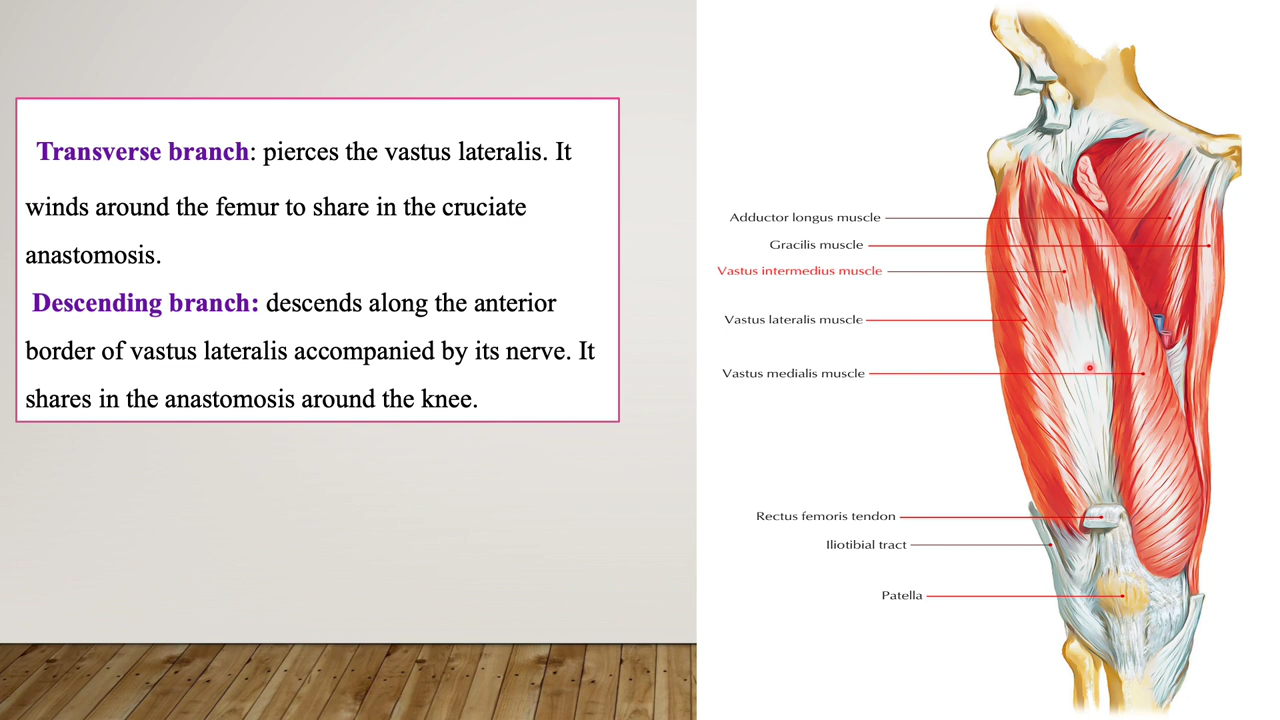 Transverse branch: pierces the vastus lateralis. It
winds around the femur to share in the cruciate
anastomosis.
Descending branch: descends along the anterior
border of vastus lateralis accompanied by its nerve. It
shares in the anastomosis around the knee.
Adductor longus muscle
Gracilis muscle
Vastus intermedius muscle
Vastus lateralis muscle
Vastus medialis muscle
Rectus femoris tendon
Iliotibial tract
Patella